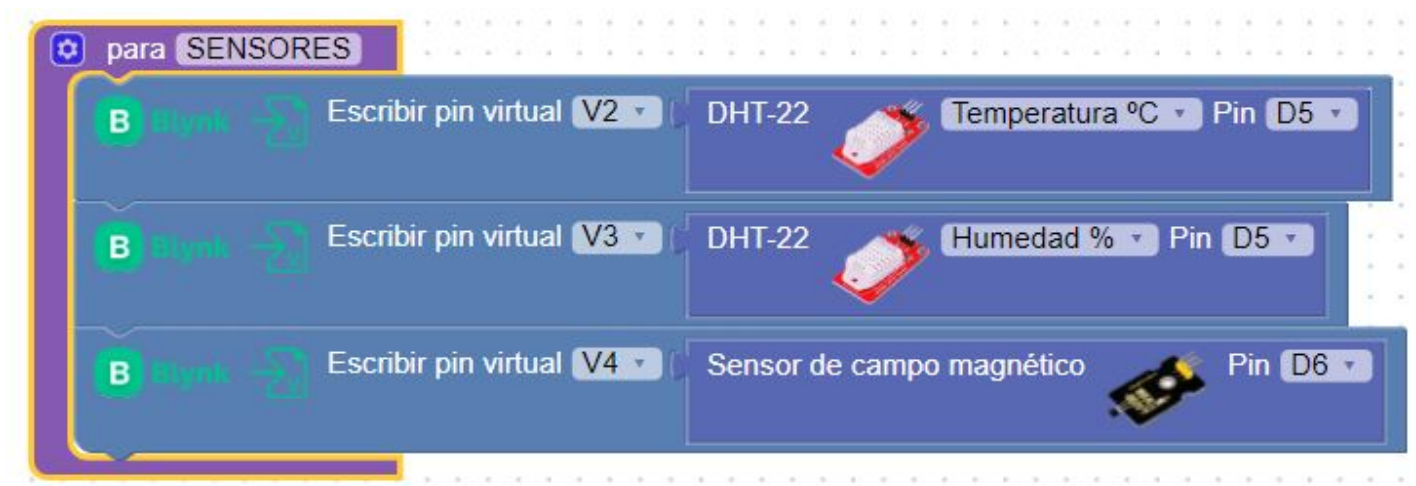 para SENSORES
B Blynk Escribir pin virtual V2 DHT-22 Temperatura ºC Pin D5
B Blynk Escribir pin virtual V3 DHT-22 Humedad % Pin D5
B Blynk Escribir pin virtual V4 Sensor de campo magnético Pin D6